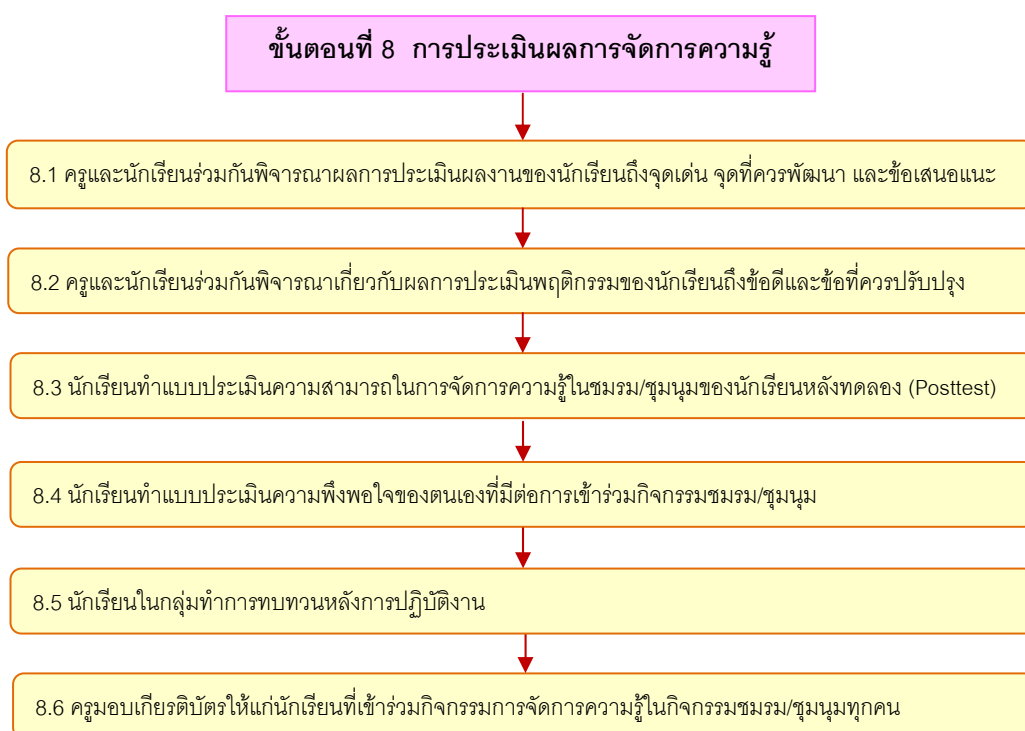 ขั้นตอนที่ 8 การประเมินผลการจัดการความรู้
8.1 ครูและนักเรียนร่วมกันพิจารณาผลการประเมินผลงานของนักเรียนถึงจุดเด่น จุดที่ควรพัฒนา และข้อเสนอแนะ
8.2 ครูและนักเรียนร่วมกันพิจารณาเกี่ยวกับผลการประเมินพฤติกรรมของนักเรียนถึงข้อดีและข้อที่ควรปรับปรุง
8.3 นักเรียนทำแบบประเมินความสามารถในการจัดการความรู้ในชมรม/ชุมนุมของนักเรียนหลังทดลอง (Posttest)
8.4 นักเรียนทำแบบประเมินความพึงพอใจของตนเองที่มีต่อการเข้าร่วมกิจกรรมชมรม/ชุมนุม
8.5 นักเรียนในกลุ่มทำการทบทวนหลังการปฏิบัติงาน
8.6 ครูมอบเกียรติบัตรให้แก่นักเรียนที่เข้าร่วมกิจกรรมการจัดการความรู้ในกิจกรรมชมรม/ชุมนุมทุกคน